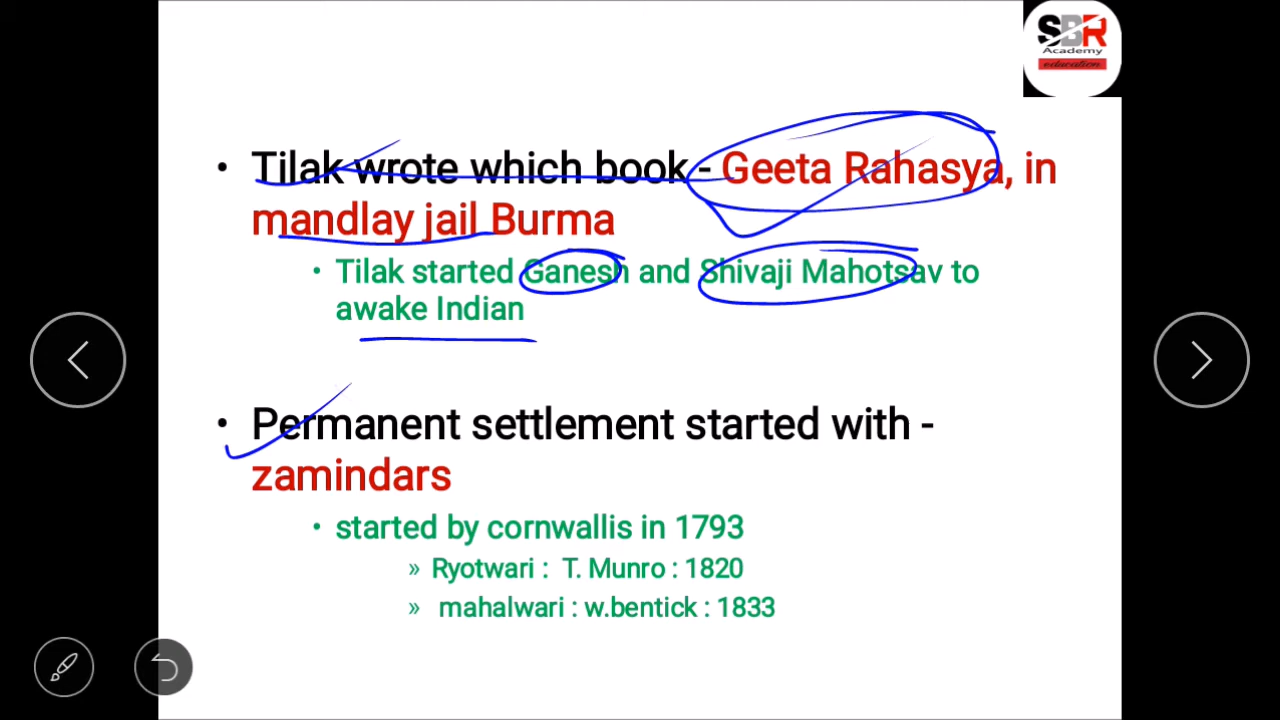 SBR
Academy
education
• Tilak wrote which book - Geeta Rahasya, in
mandlay jail Burma
• Tilak started Ganesh and Shivaji Mahotsav to
awake Indian
• Permanent settlement started with -
zamindars
• started by cornwallis in 1793
» Ryotwari : T. Munro : 1820
» mahalwari : w.bentick : 1833